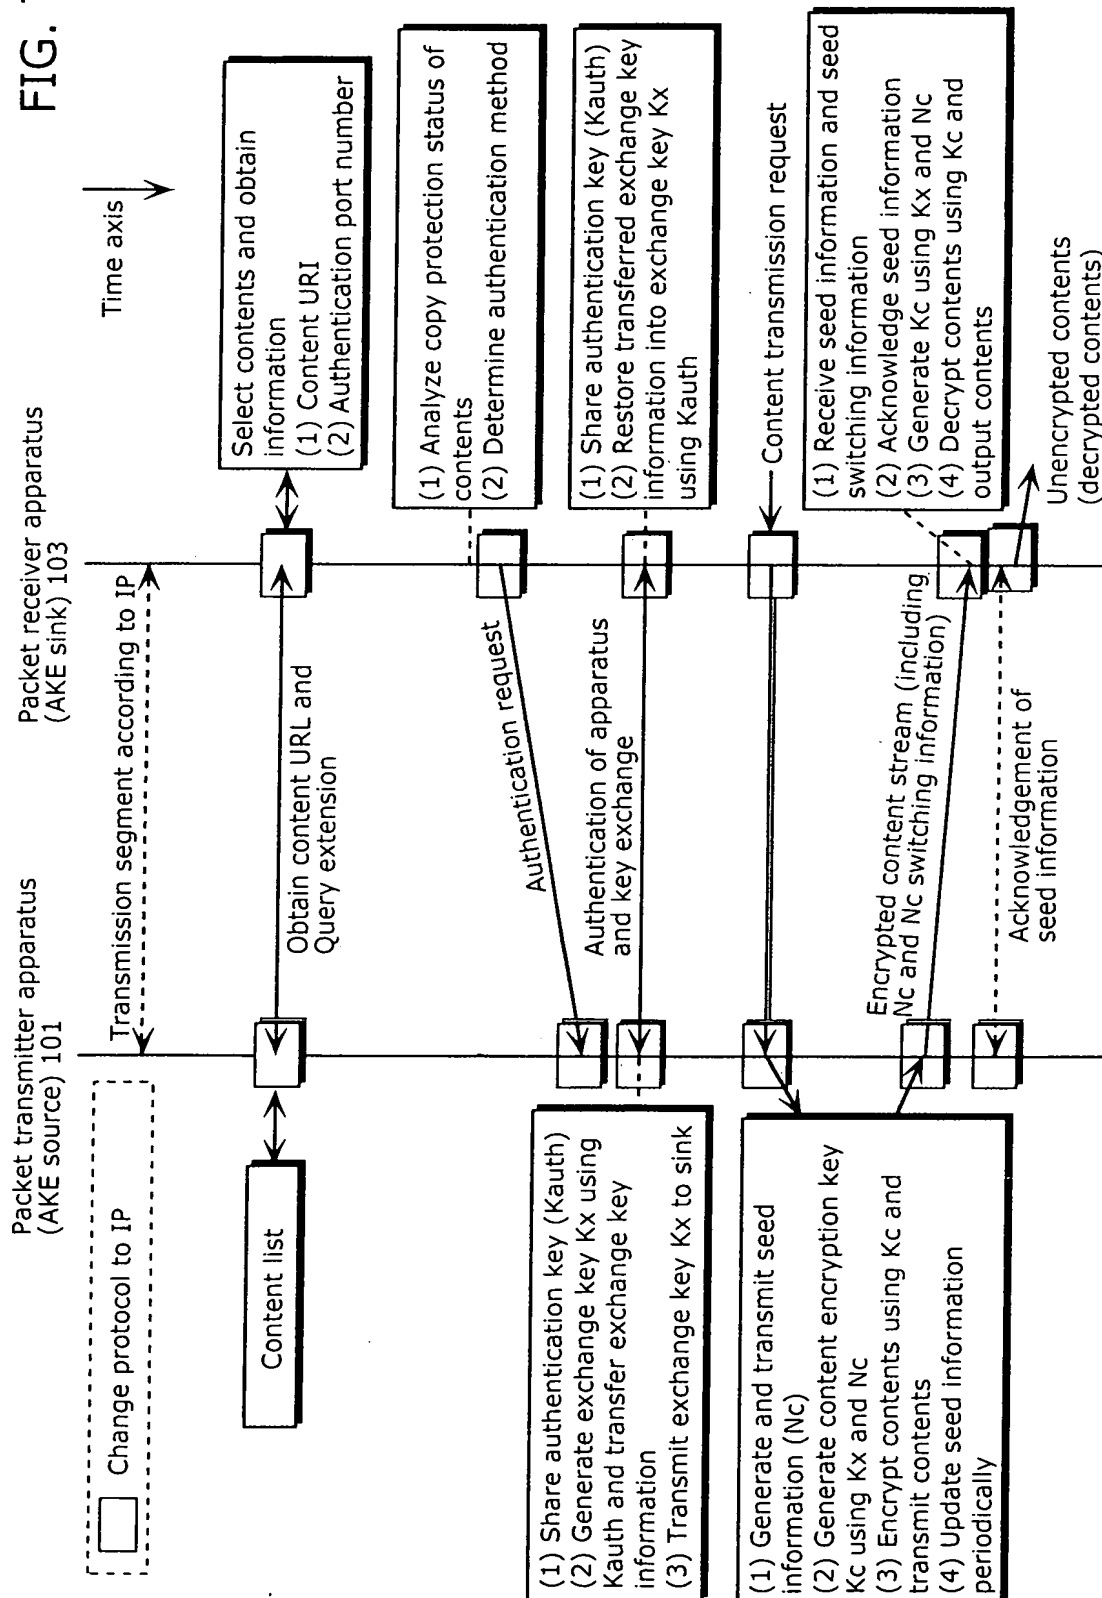 FIG.
Time axis
Packet transmitter apparatus
(AKE source) 101
Packet receiver apparatus
(AKE sink) 103
Change protocol to IP
Transmission segment according to IP
Content list
Obtain content URL and
Query extension
Select contents and obtain
information
(1) Content URI
(2) Authentication port number
(1) Analyze copy protection status of
contents
(2) Determine authentication method
Authentication request
(1) Share authentication key (Kauth)
(2) Generate exchange key Kx using
Kauth and transfer exchange key
information
(3) Transmit exchange key Kx to sink
Authentication of apparatus
and key exchange
(1) Share authentication key (Kauth)
(2) Restore transferred exchange key
information into exchange key Kx
using Kauth
Content transmission request
(1) Generate and transmit seed
information (Nc)
(2) Generate content encryption key
Kc using Kx and Nc
(3) Encrypt contents using Kc and
transmit contents
(4) Update seed information
periodically
Encrypted content stream (including
Nc and Nc switching information)
(1) Receive seed information and seed
switching information
(2) Acknowledge seed information
(3) Generate Kc using Kx and Nc
(4) Decrypt contents using Kc and
output contents
Acknowledgement of
seed information
Unencrypted contents
(decrypted contents)